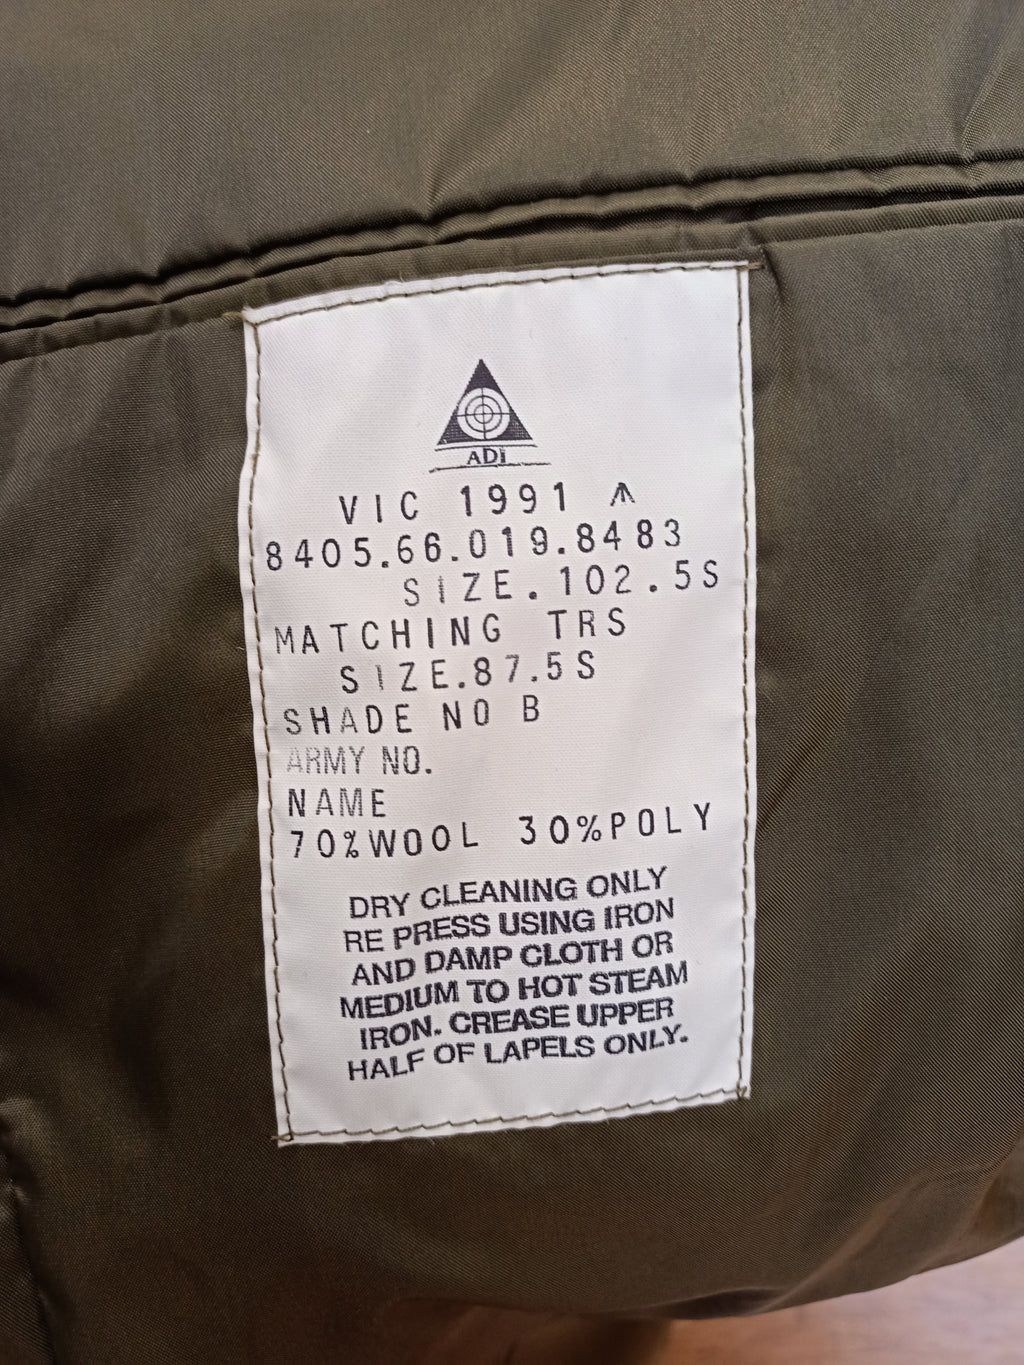 ADI
VIC 1991 ᛏ
8405.66.019.8483
SIZE.102.5S
MATCHING TRS
SIZE.87.5S
SHADE NO B
ARMY NO.
NAME
70%WOOL 30%POLY
DRY CLEANING ONLY
RE PRESS USING IRON
AND DAMP CLOTH OR
MEDIUM TO HOT STEAM
IRON. CREASE UPPER
HALF OF LAPELS ONLY.